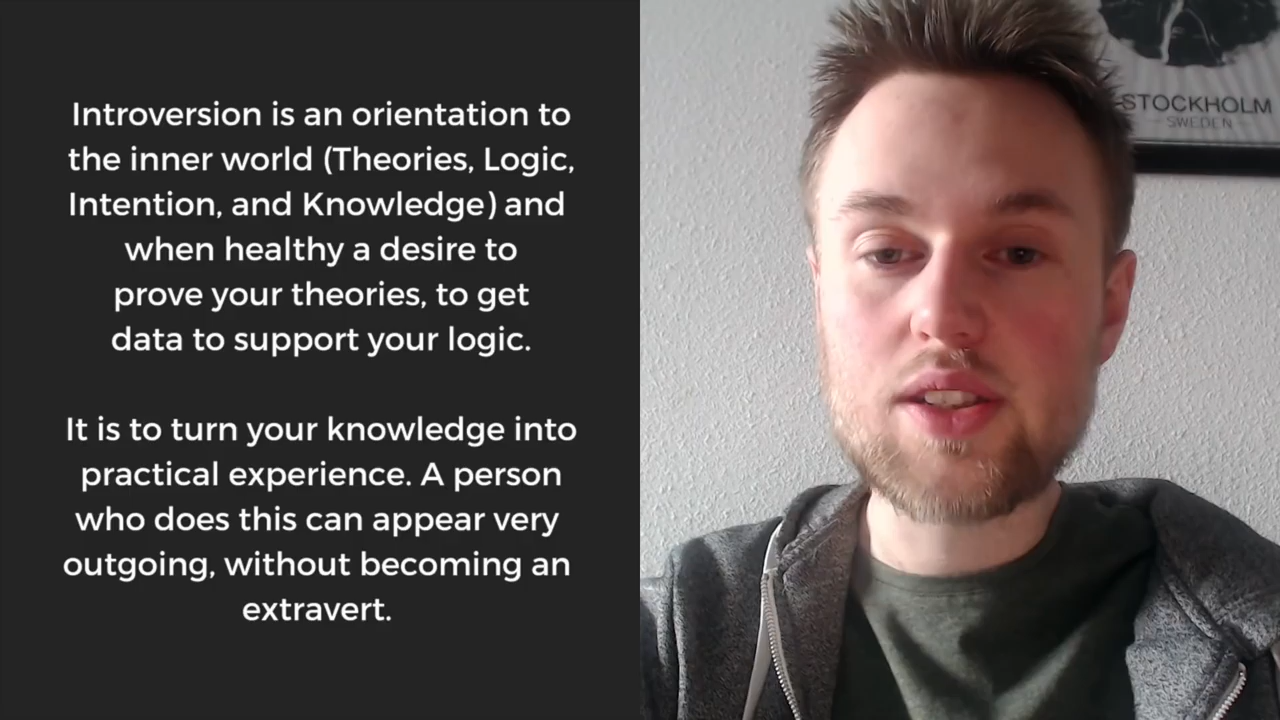 Introversion is an orientation to
the inner world (Theories, Logic,
Intention, and Knowledge) and
when healthy a desire to
prove your theories, to get
data to support your logic.
It is to turn your knowledge into
practical experience. A person
who does this can appear very
outgoing, without becoming an
extravert.
STOCKHOLM
SWEDEN